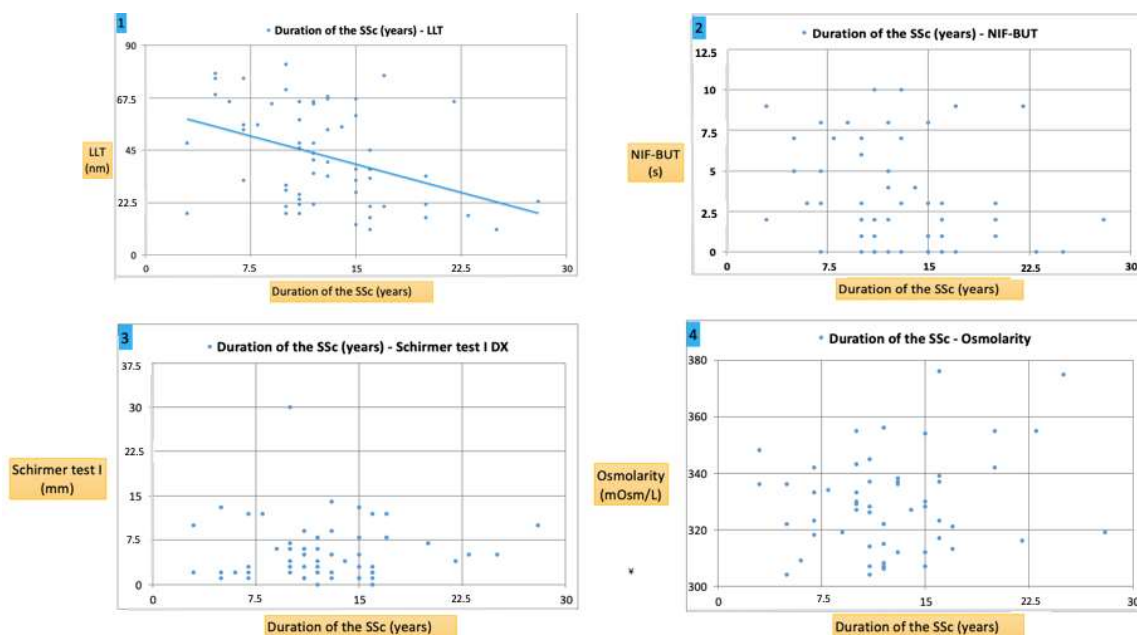 1
Duration of the SSc (years) - LLT
90
67.5
45
22.5
0
LLT
(nm)
0 7.5 15 22.5 30
Duration of the SSc (years)
2
Duration of the SSc (years) - NIF-BUT
12.5
10
7.5
5
2.5
0
NIF-BUT
(s)
0 7.5 15 22.5 30
Duration of the SSc (years)
3
Duration of the SSc (years) - Schirmer test I DX
37.5
30
22.5
15
7.5
0
Schirmer test I
(mm)
0 7.5 15 22.5 30
Duration of the SSc (years)
4
Duration of the SSc - Osmolarity
380
360
340
320
300
Osmolarity
(mOsm/L)
¥
0 7.5 15 22.5 30
Duration of the SSc (years)